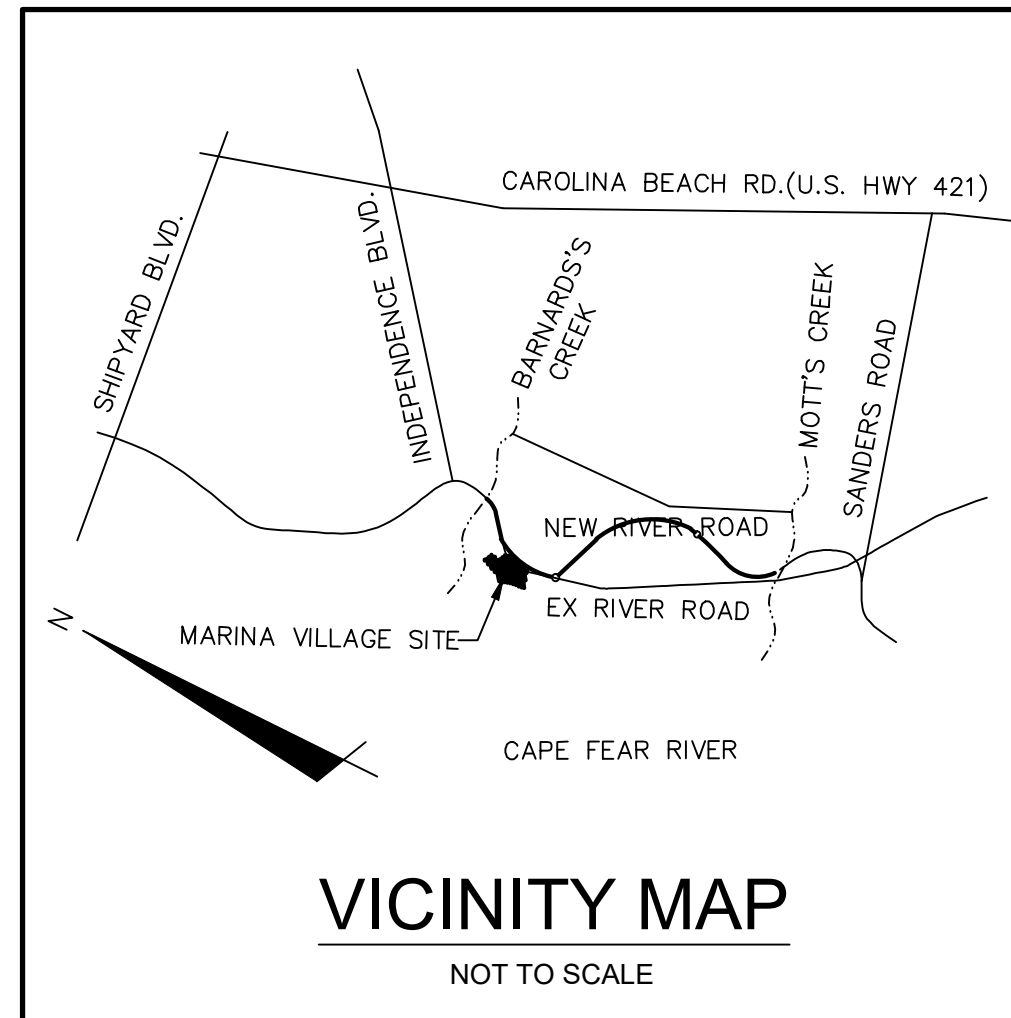 CAROLINA BEACH RD.(U.S. HWY 421)
SHIPYARD BLVD.
INDEPENDENCE BLVD.
BARNARDS'S
CREEK
MOTT'S CREEK
SANDERS ROAD
NEW RIVER ROAD
EX RIVER ROAD
MARINA VILLAGE SITE
N
CAPE FEAR RIVER
VICINITY MAP
NOT TO SCALE